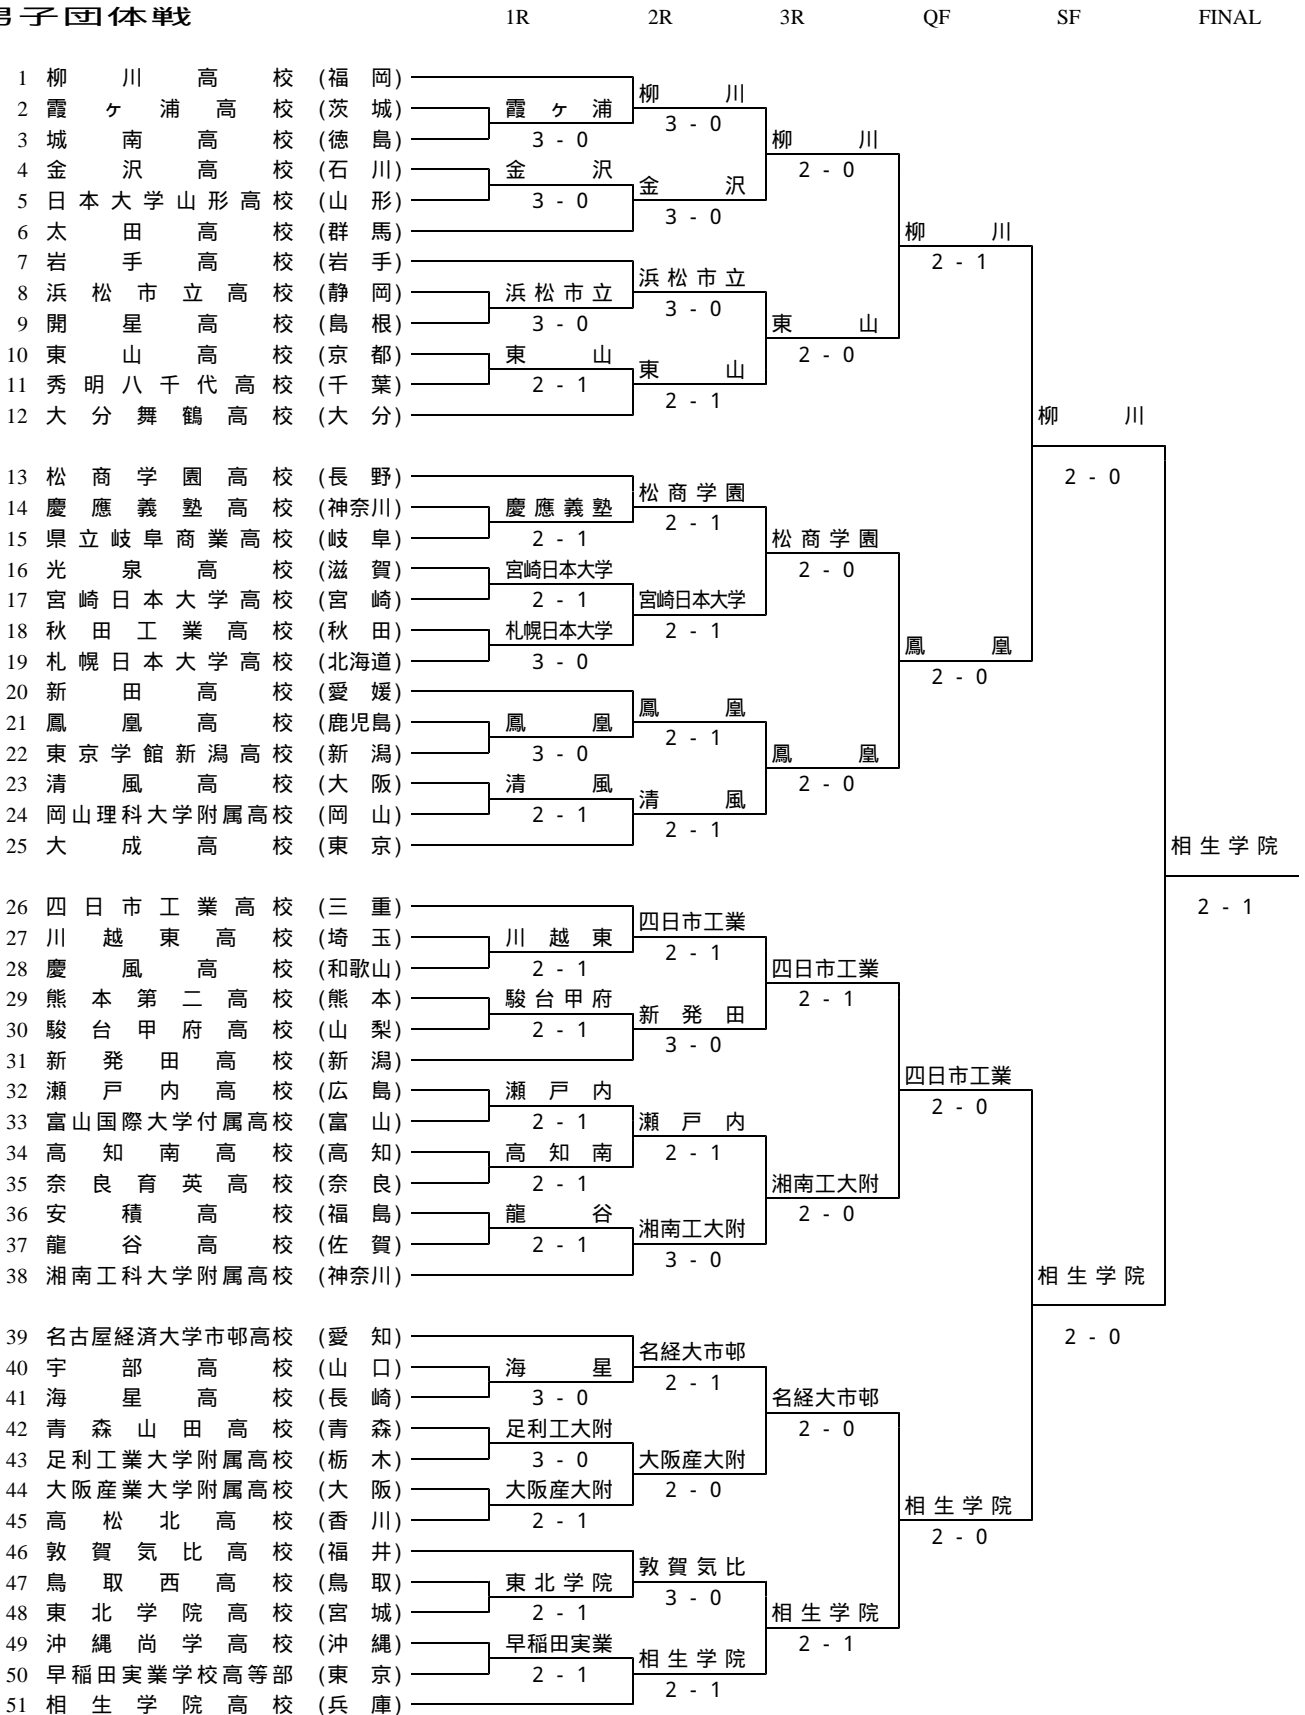 男子団体戦 1R 2R 3R QF SF FINAL
1 柳川高校 (福岡)
柳川
2 霞ヶ浦高校 (茨城) 霞ヶ浦
3 - 0
3 城南高校 (徳島) 3 - 0 柳川
4 金沢高校 (石川) 金沢 2 - 0
金沢
5 日本大学山形高校 (山形) 3 - 0
3 - 0
6 太田高校 (群馬) 柳川
7 岩手高校 (岩手) 2 - 1
浜松市立
8 浜松市立高校 (静岡) 浜松市立
3 - 0
9 開星高校 (島根) 3 - 0 東山
10 東山高校 (京都) 東山 2 - 0
東山
11 秀明八千代高校 (千葉) 2 - 1
2 - 1
12 大分舞鶴高校 (大分) 柳川
13 松商学園高校 (長野) 2 - 0
松商学園
14 慶應義塾高校 (神奈川) 慶應義塾
2 - 1
15 県立岐阜商業高校 (岐阜) 2 - 1 松商学園
16 光泉高校 (滋賀) 宮崎日本大学 2 - 0
17 宮崎日本大学高校 (宮崎) 2 - 1 宮崎日本大学
18 秋田工業高校 (秋田) 札幌日本大学 2 - 1
鳳凰
19 札幌日本大学高校 (北海道) 3 - 0
2 - 0
20 新田高校 (愛媛)
鳳凰
21 鳳凰高校 (鹿児島) 鳳凰
2 - 1
22 東京学館新潟高校 (新潟) 3 - 0 鳳凰
23 清風高校 (大阪) 清風 2 - 0
清風
24 岡山理科大学附属高校 (岡山) 2 - 1
2 - 1
25 大成高校 (東京) 相生学院
26 四日市工業高校 (三重) 2 - 1
四日市工業
27 川越東高校 (埼玉) 川越東
2 - 1
28 慶風高校 (和歌山) 2 - 1 四日市工業
29 熊本第二高校 (熊本) 駿台甲府 2 - 1
新発田
30 駿台甲府高校 (山梨) 2 - 1
3 - 0
31 新発田高校 (新潟)
四日市工業
32 瀬戸内高校 (広島) 瀬戸内
2 - 0
33 富山国際大学付属高校 (富山) 2 - 1 瀬戸内
34 高知南高校 (高知) 高知南 2 - 1
35 奈良育英高校 (奈良) 2 - 1 湘南工大附
36 安積高校 (福島) 龍谷 2 - 0
湘南工大附
37 龍谷高校 (佐賀) 2 - 1
3 - 0
38 湘南工科大学附属高校 (神奈川) 相生学院
39 名古屋経済大学市邨高校 (愛知) 2 - 0
名経大市邨
40 宇部高校 (山口) 海星
2 - 1
41 海星高校 (長崎) 3 - 0 名経大市邨
42 青森山田高校 (青森) 足利工大附 2 - 0
43 足利工業大学附属高校 (栃木) 3 - 0 大阪産大附
44 大阪産業大学附属高校 (大阪) 大阪産大附 2 - 0
相生学院
45 高松北高校 (香川) 2 - 1
2 - 0
46 敦賀気比高校 (福井)
敦賀気比
47 鳥取西高校 (鳥取) 東北学院
3 - 0
48 東北学院高校 (宮城) 2 - 1 相生学院
49 沖縄尚学高校 (沖縄) 早稲田実業 2 - 1
相生学院
50 早稲田実業学校高等部 (東京) 2 - 1
2 - 1
51 相生学院高校 (兵庫)